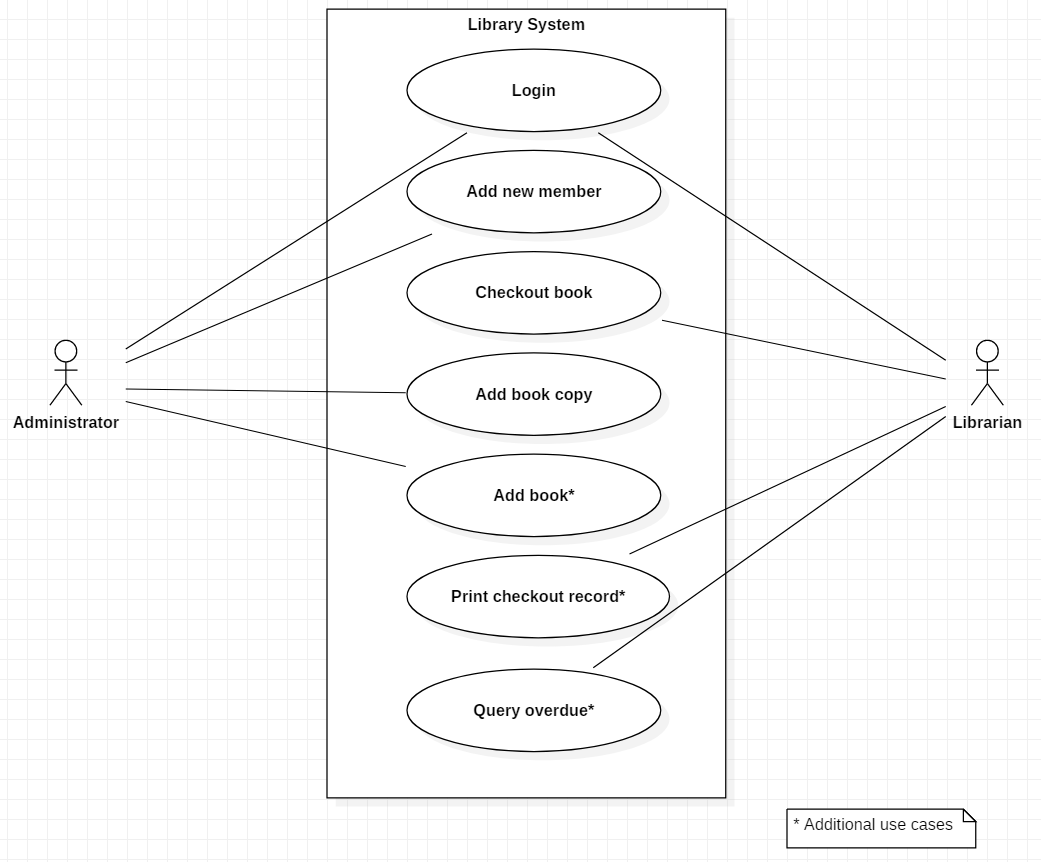 Library System
Login
Add new member
Checkout book
Add book copy
Administrator
Librarian
Add book*
Print checkout record*
Query overdue*
* Additional use cases